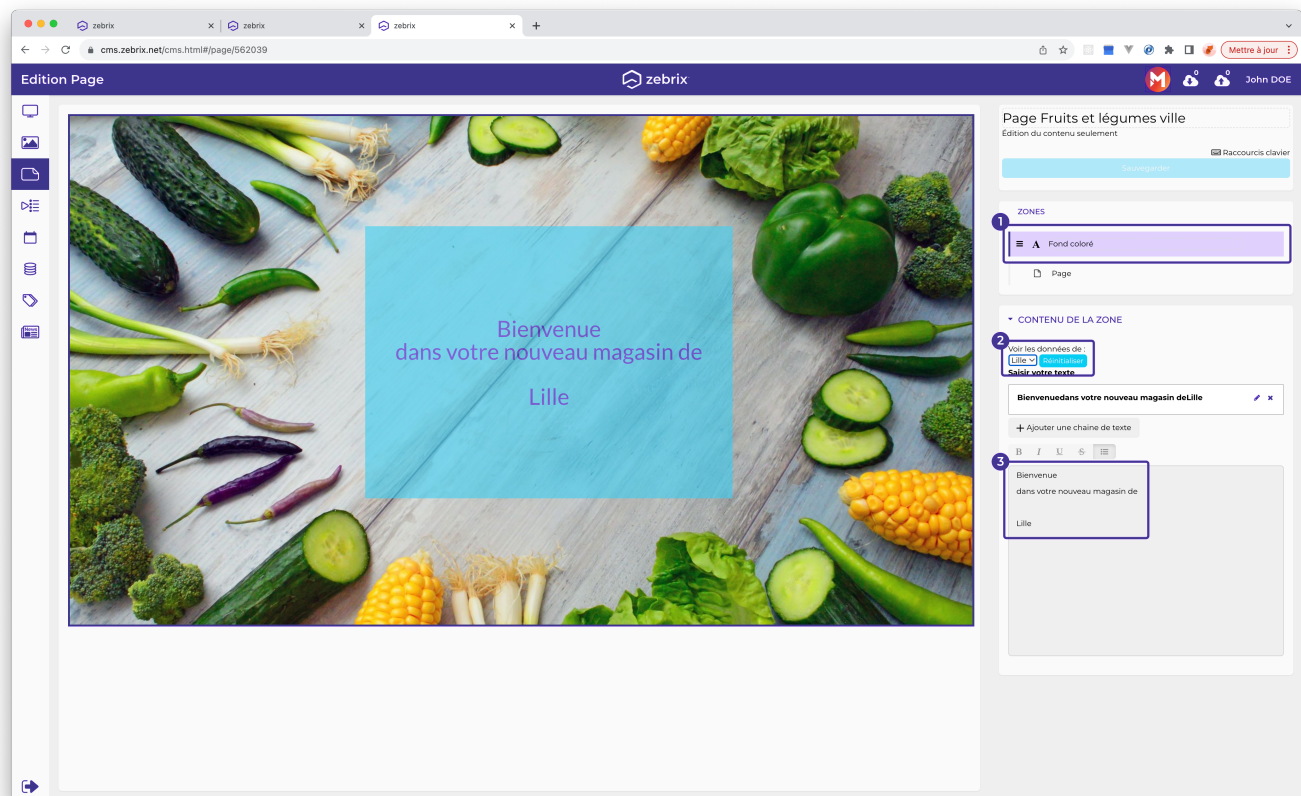 zebrix
zebrix
zebrix
cms.zebrix.net/cms.html#/page/562039
Mettre à jour
Edition Page
zebrix
0
0
John DOE
Page Fruits et légumes ville
Édition du contenu seulement
Raccourcis clavier
Sauvegarder
ZONES
1
A Fond coloré
Page
CONTENU DE LA ZONE
2
Voir les données de :
Lille
Réinitialiser
Saisir votre texte
Bienvenuedans votre nouveau magasin deLille
+ Ajouter une chaine de texte
B I U S
3
Bienvenue
dans votre nouveau magasin de
Lille
Bienvenue
dans votre nouveau magasin de
Lille